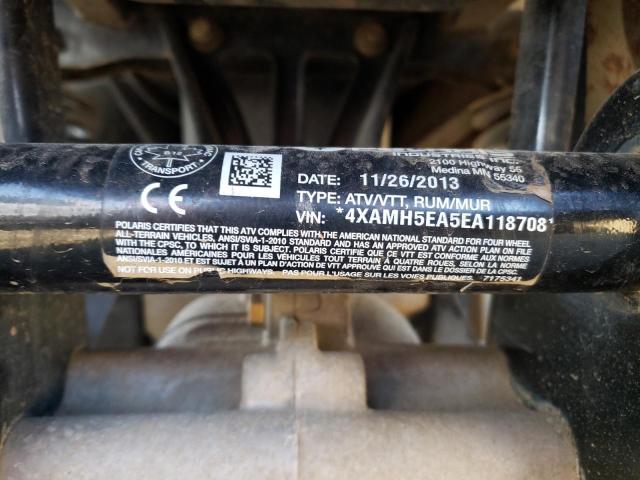 INDUSTRIES INC.
2100 Highway 55
Medina MN 55340
TRANSPORT
CE
DATE: 11/26/2013
TYPE: ATV/VTT, RUM/MUR
VIN: *4XAMH5EA5EA118708*
POLARIS CERTIFIES THAT THIS ATV COMPLIES WITH THE AMERICAN NATIONAL STANDARD FOR FOUR WHEEL
ALL-TERRAIN VEHICLES, ANSI/SVIA-1-2010 STANDARD AND HAS AN APPROVED ATV ACTION PLAN ON FILE
WITH THE CPSC, TO WHICH IT IS SUBJECT. POLARIS CERTIFIE QUE CE VTT EST CONFORME AUX NORMES
NATIONALES AMÉRICAINES POUR LES VÉHICULES TOUT TERRAIN À QUATRE ROUES, SELON LA NORME
ANSI/SVIA-1-2010 ET EST SUJET À UN PLAN D'ACTION DE VTT APPROUVÉ QUI EST DANS LE DOSSIER DE LA CPSC.
NOT FOR USE ON PUBLIC HIGHWAYS PAS POUR L'USAGE SUR LES VOIES PUBLIQUES 7175341